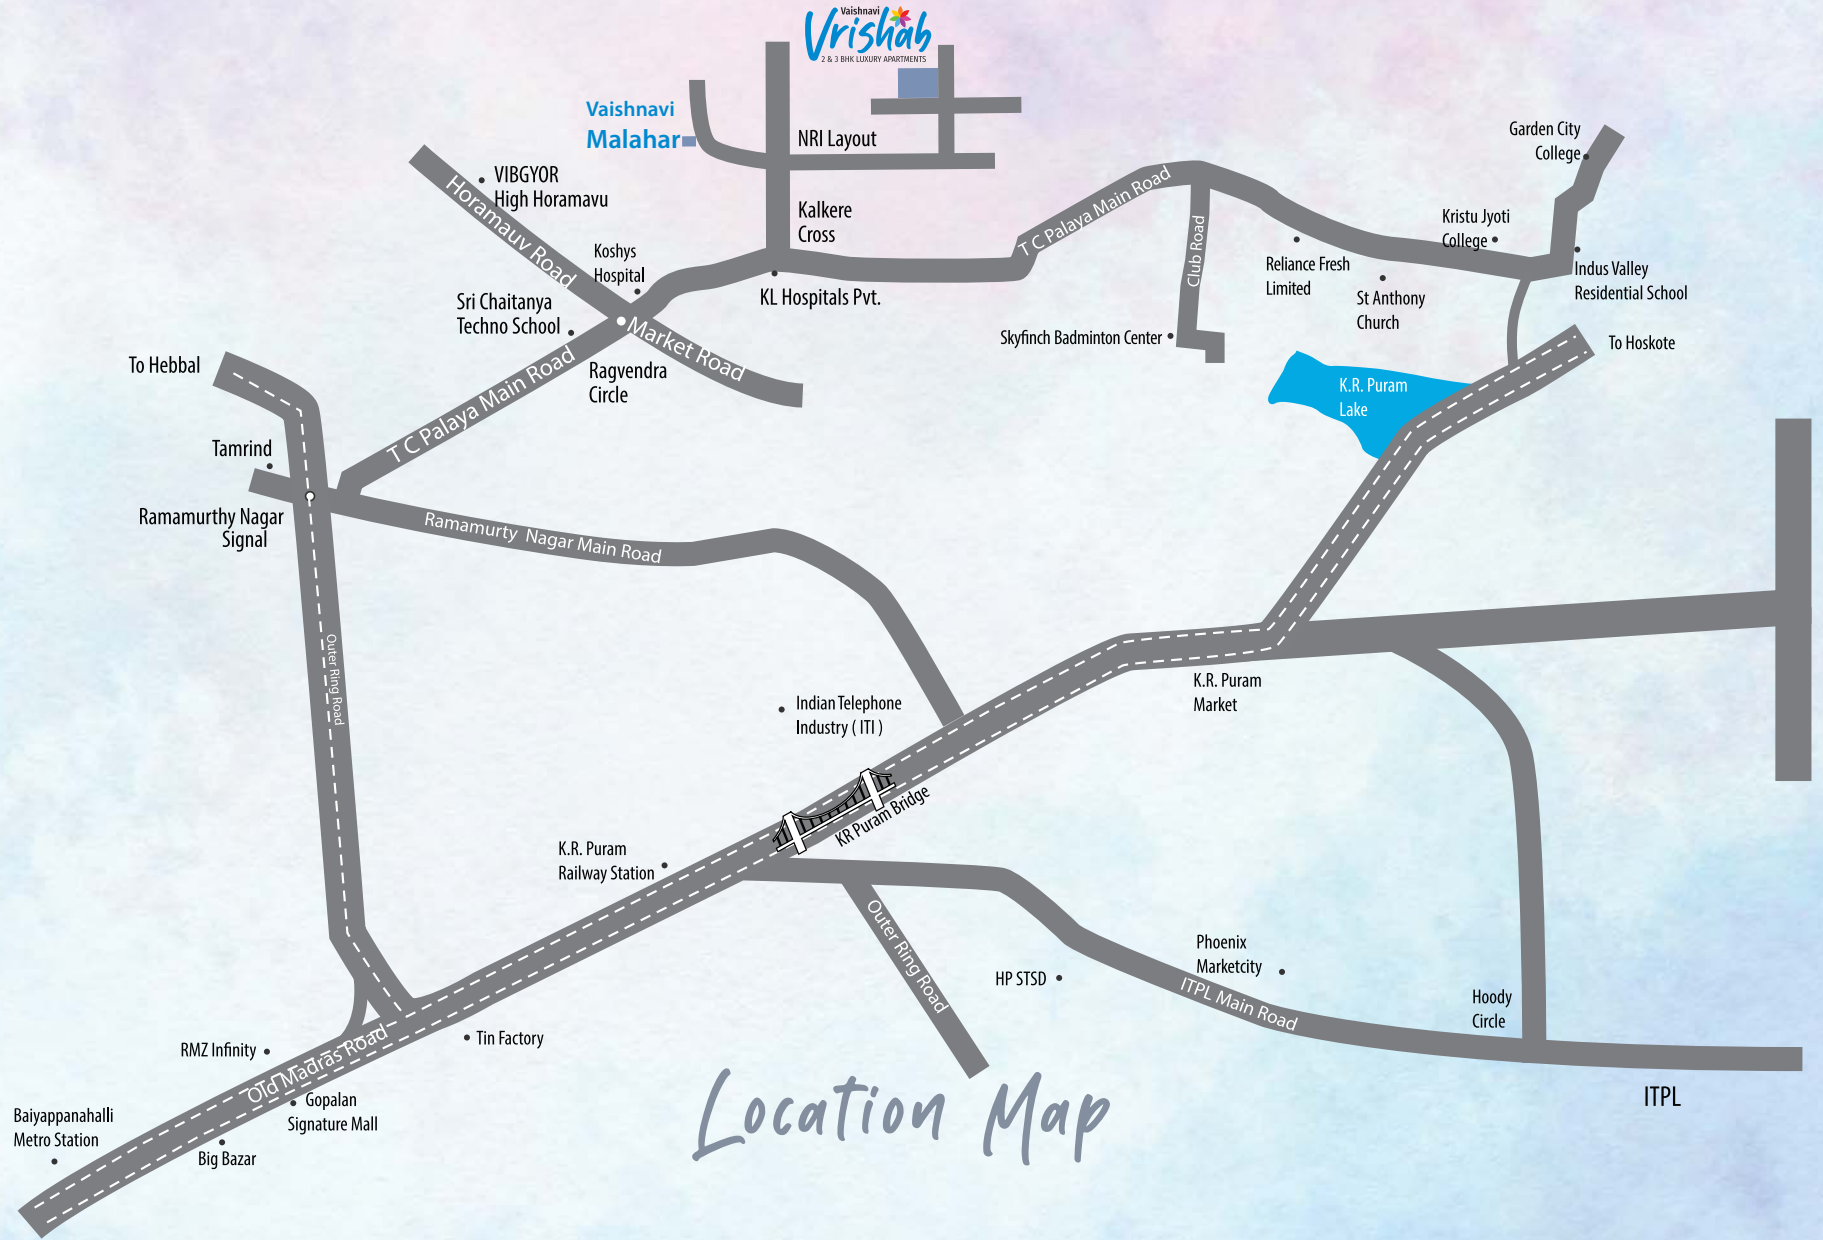 Vaishnavi
Vrishab
2 & 3 BHK LUXURY APARTMENTS
Vaishnavi
Malahar
NRI Layout
Garden City
College
VIBGYOR
High Horamavu
Horamauv Road
Kalkere
Cross
T C Palaya Main Road
Club Road
Kristu Jyoti
College
Koshys
Hospital
Reliance Fresh
Limited
Indus Valley
Residential School
KL Hospitals Pvt.
St Anthony
Church
Sri Chaitanya
Techno School
Market Road
Skyfinch Badminton Center
To Hoskote
To Hebbal
Ragvendra
Circle
K.R. Puram
Lake
T C Palaya Main Road
Tamrind
Ramamurthy Nagar
Signal
Ramamurty Nagar Main Road
Outer Ring Road
K.R. Puram
Market
Indian Telephone
Industry ( ITI )
KR Puram Bridge
K.R. Puram
Railway Station
Outer Ring Road
Phoenix
Marketcity
HP STSD
ITPL Main Road
Hoody
Circle
Tin Factory
RMZ Infinity
Old Madras Road
Gopalan
Signature Mall
ITPL
Baiyappanahalli
Metro Station
Big Bazar
Location Map